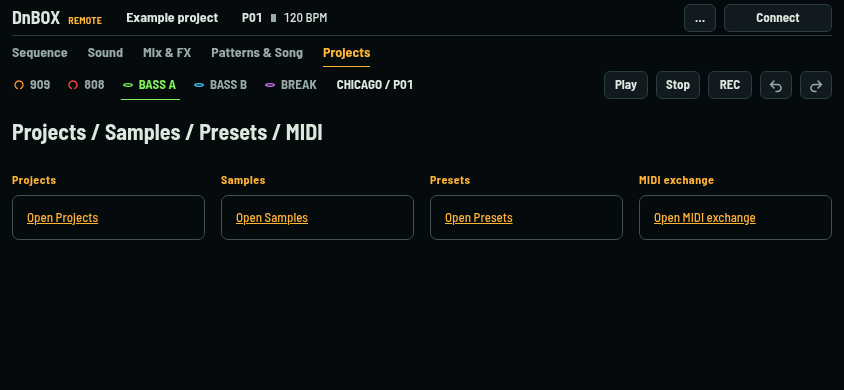 DnBOX REMOTE Example project P01 120 BPM ... Connect
Sequence Sound Mix & FX Patterns & Song Projects
909 808 BASS A BASS B BREAK CHICAGO / P01 Play Stop REC
Projects / Samples / Presets / MIDI
Projects Samples Presets MIDI exchange
Open Projects Open Samples Open Presets Open MIDI exchange